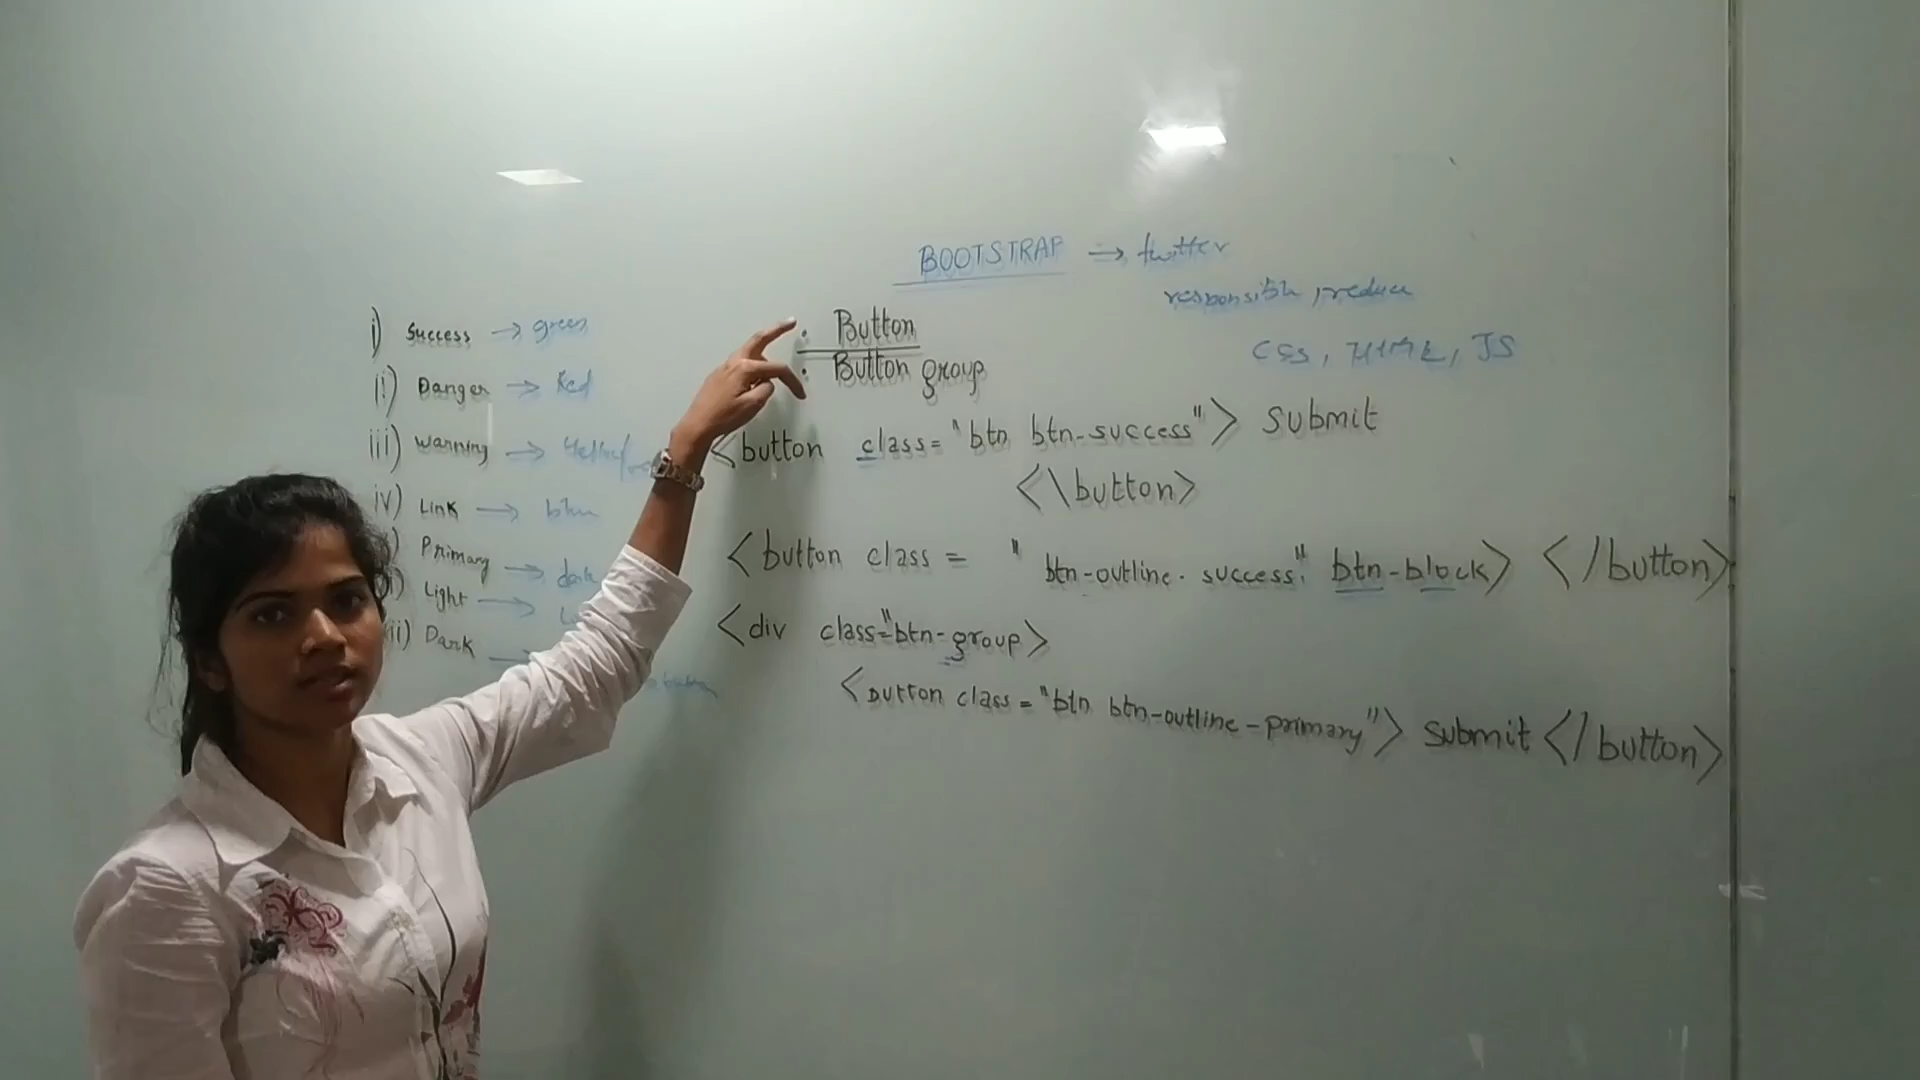 BOOTSTRAP → twitter
responsible, produce
CSS, HTML, JS
• Button
• Button group
i) Success → green
ii) Danger → Red
iii) Warning → Yellow
iv) Link → blue
) Primary → dark
i) Light →
ii) Dark
<button class="btn btn-success"> submit
<\button>
<button class = " btn-outline. success" btn-block> </button>
<div class="btn-group>
<button class="btn btn-outline-primary"> submit </button>